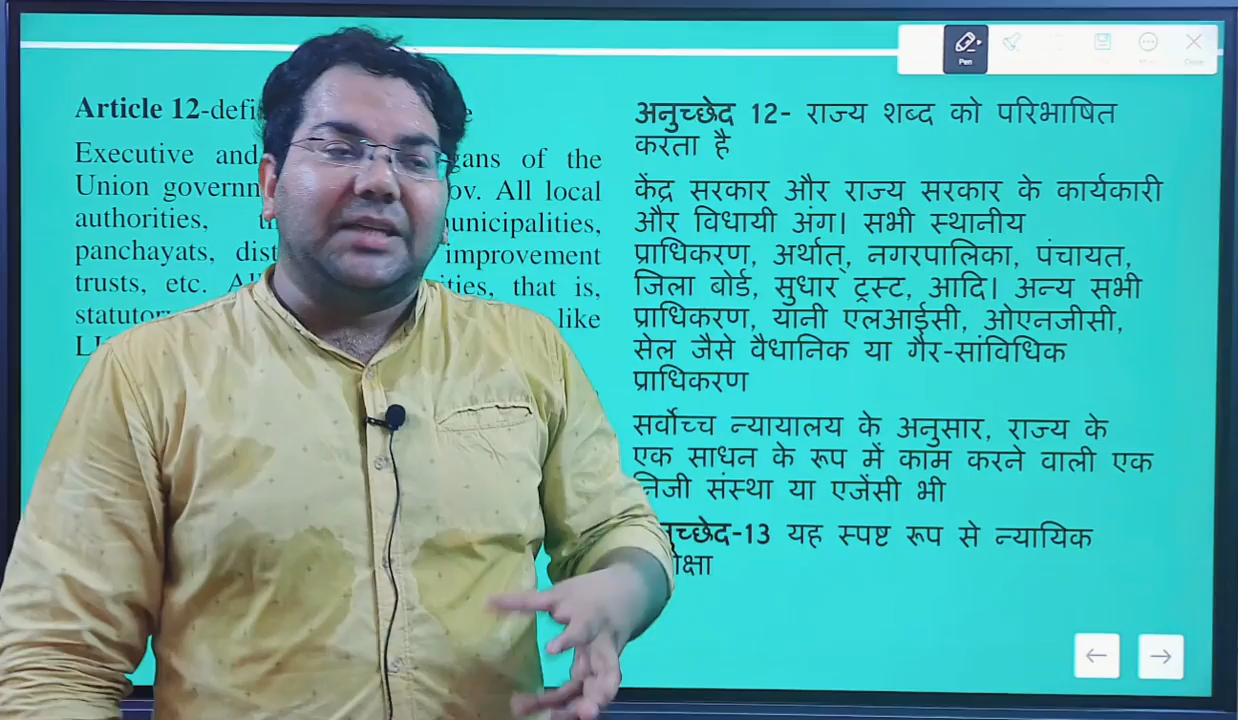 Article 12-defi
Executive and gans of the
Union governm ov. All local
authorities, unicipalities,
panchayats, dist improvement
trusts, etc. A ities, that is,
statutor like
अनुच्छेद 12- राज्य शब्द को परिभाषित
करता है
केंद्र सरकार और राज्य सरकार के कार्यकारी
और विधायी अंग। सभी स्थानीय
प्राधिकरण, अर्थात्, नगरपालिका, पंचायत,
जिला बोर्ड, सुधार ट्रस्ट, आदि। अन्य सभी
प्राधिकरण, यानी एलआईसी, ओएनजीसी,
सेल जैसे वैधानिक या गैर-सांविधिक
प्राधिकरण
सर्वोच्च न्यायालय के अनुसार, राज्य के
एक साधन के रूप में काम करने वाली एक
निजी संस्था या एजेंसी भी
नुच्छेद-13 यह स्पष्ट रूप से न्यायिक
क्षा
Pen